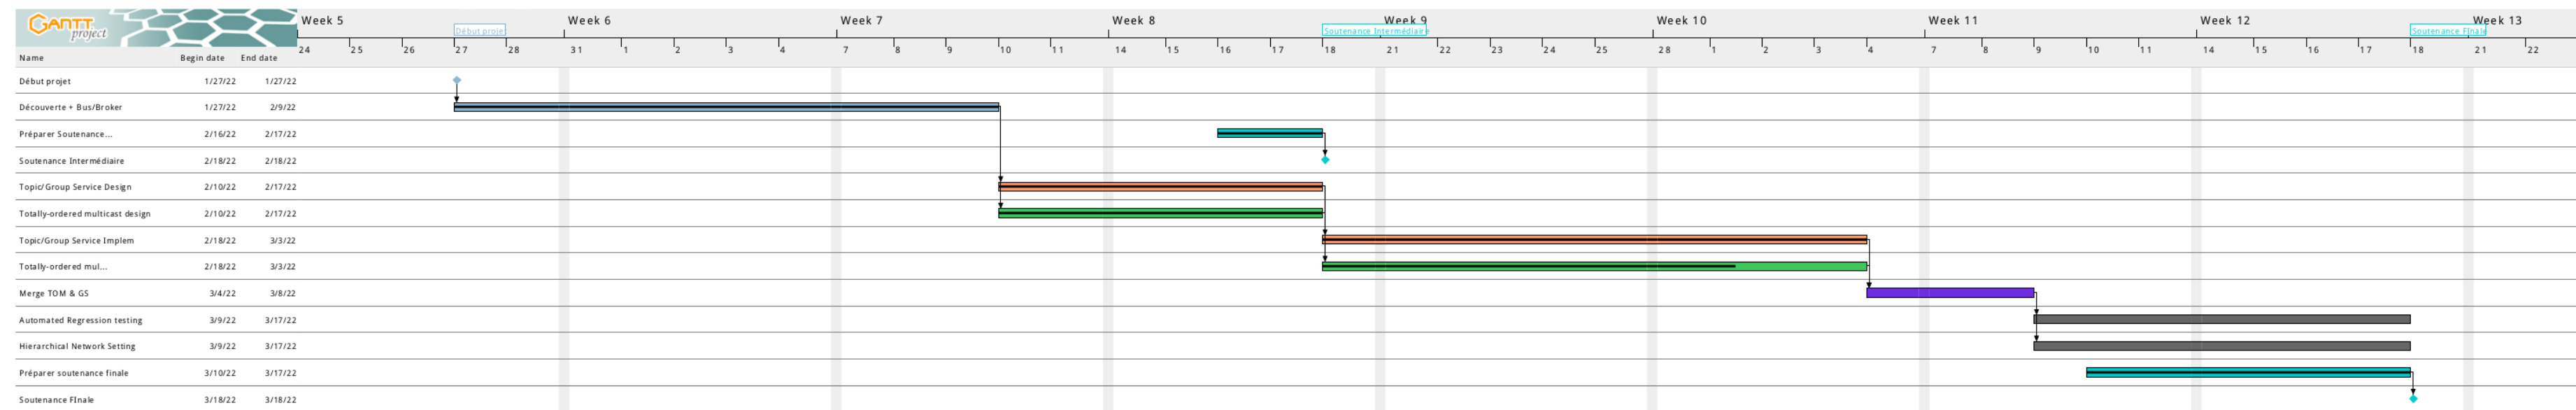 Week 5 Week 6 Week 7 Week 8 Week 9 Week 10 Week 11 Week 12 Week 13
GANTT project
Début proje Soutenance Intermédiaire Soutenance FInale
24 25 26 27 28 31 1 2 3 4 7 8 9 10 11 14 15 16 17 18 21 22 23 24 25 28 1 2 3 4 7 8 9 10 11 14 15 16 17 18 21 22
Name Begin date End date
Début projet 1/27/22 1/27/22
Découverte + Bus/Broker 1/27/22 2/9/22
Préparer Soutenance... 2/16/22 2/17/22
Soutenance Intermédiaire 2/18/22 2/18/22
Topic/Group Service Design 2/10/22 2/17/22
Totally-ordered multicast design 2/10/22 2/17/22
Topic/Group Service Implem 2/18/22 3/3/22
Totally-ordered mul... 2/18/22 3/3/22
Merge TOM & GS 3/4/22 3/8/22
Automated Regression testing 3/9/22 3/17/22
Hierarchical Network Setting 3/9/22 3/17/22
Préparer soutenance finale 3/10/22 3/17/22
Soutenance FInale 3/18/22 3/18/22